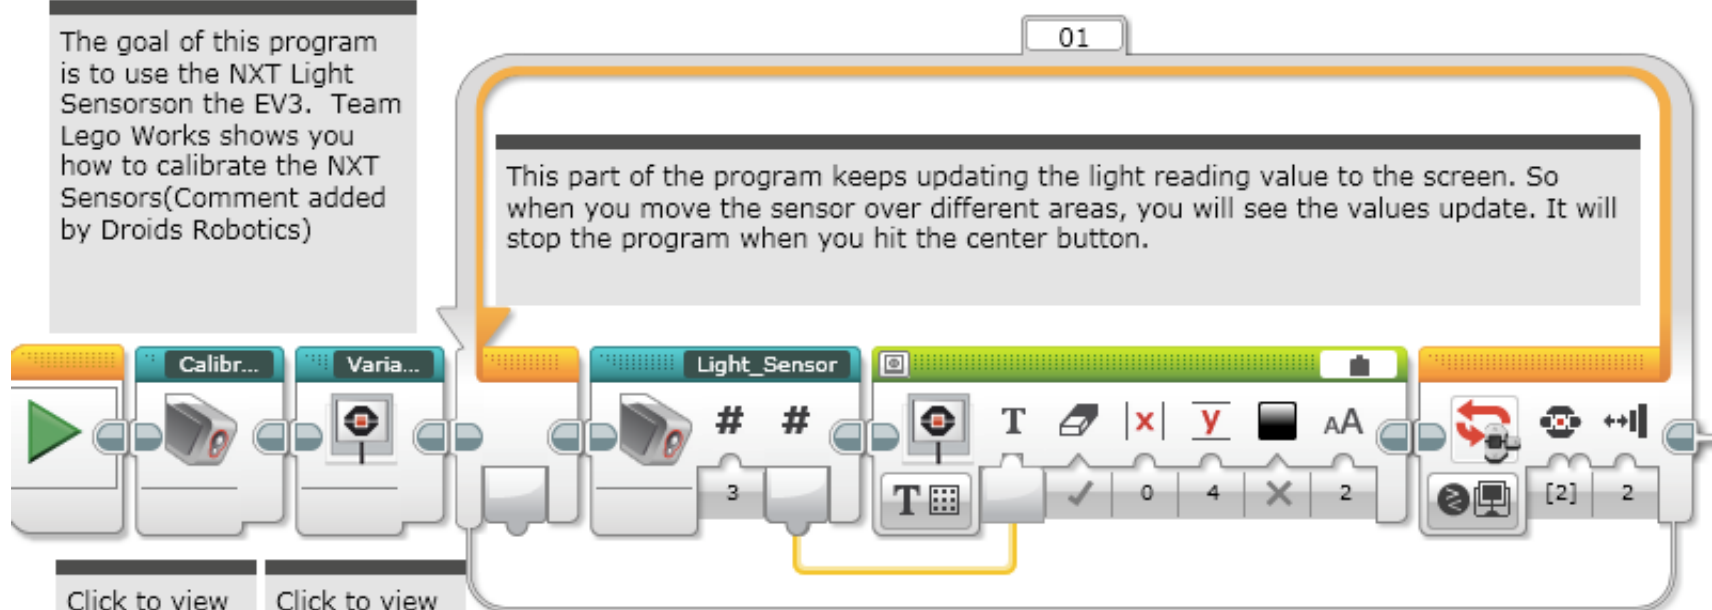 The goal of this program
is to use the NXT Light
Sensorson the EV3.  Team
Lego Works shows you
how to calibrate the NXT
Sensors(Comment added
by Droids Robotics)
01
This part of the program keeps updating the light reading value to the screen. So
when you move the sensor over different areas, you will see the values update. It will
stop the program when you hit the center button.
Calibr...
Varia...
Light_Sensor
# #
T x y AA
3
T
0 4 2
[2] 2
Click to view
Click to view